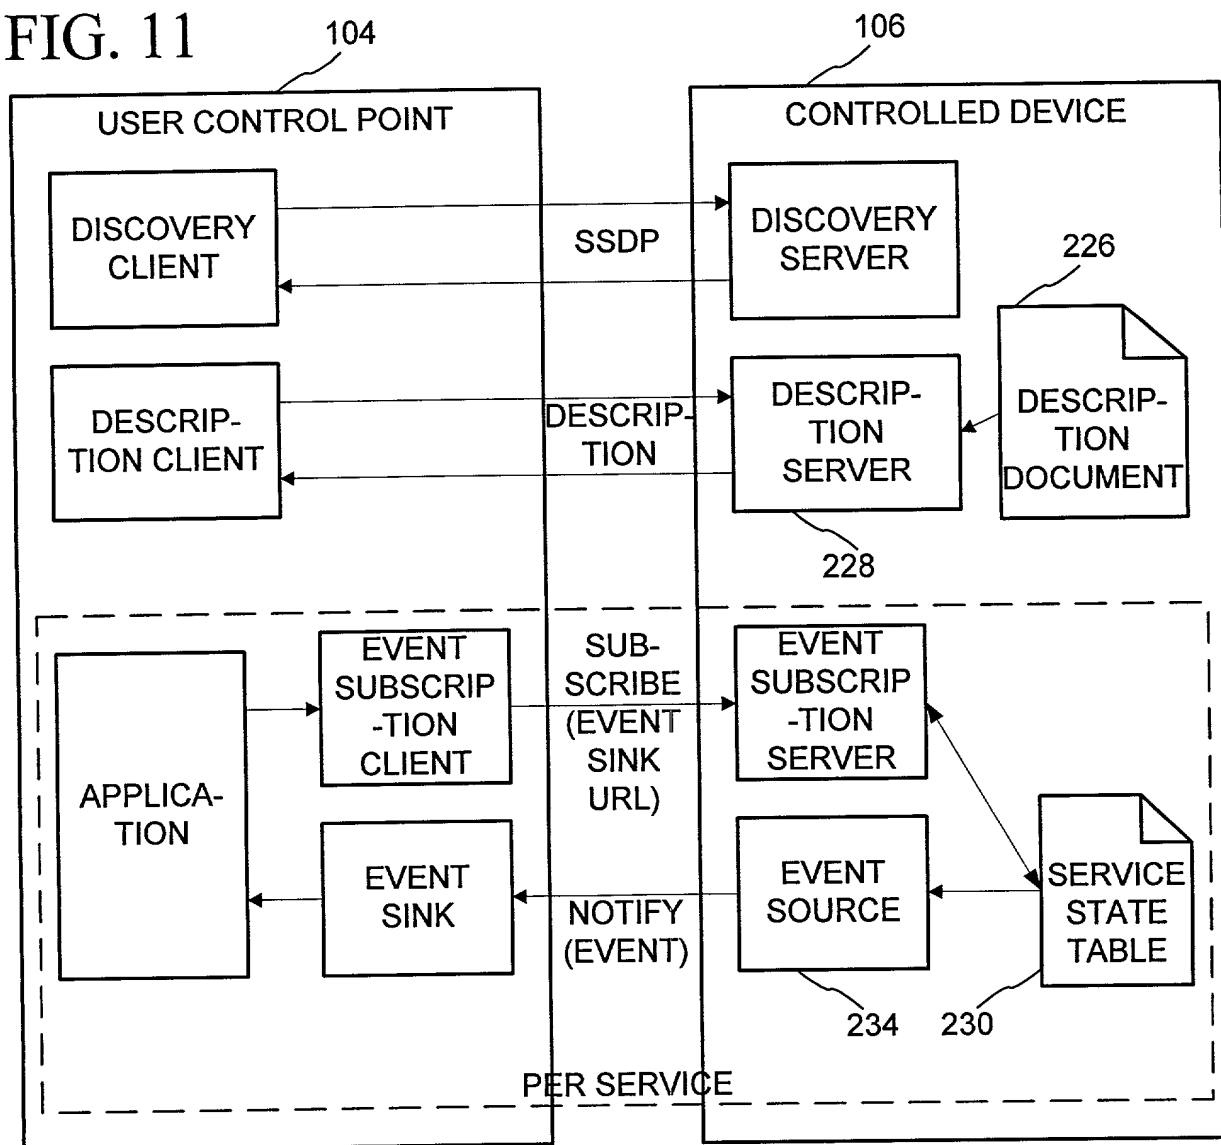 FIG. 11
104
106
USER CONTROL POINT
CONTROLLED DEVICE
DISCOVERY
CLIENT
SSDP
DISCOVERY
SERVER
226
DESCRIP-
TION CLIENT
DESCRIP-
TION
DESCRIP-
TION
SERVER
DESCRIP-
TION
DOCUMENT
228
APPLICA-
TION
EVENT
SUBSCRIP
-TION
CLIENT
SUB-
SCRIBE
(EVENT
SINK
URL)
EVENT
SUBSCRIP
-TION
SERVER
EVENT
SINK
NOTIFY
(EVENT)
EVENT
SOURCE
SERVICE
STATE
TABLE
234
230
PER SERVICE